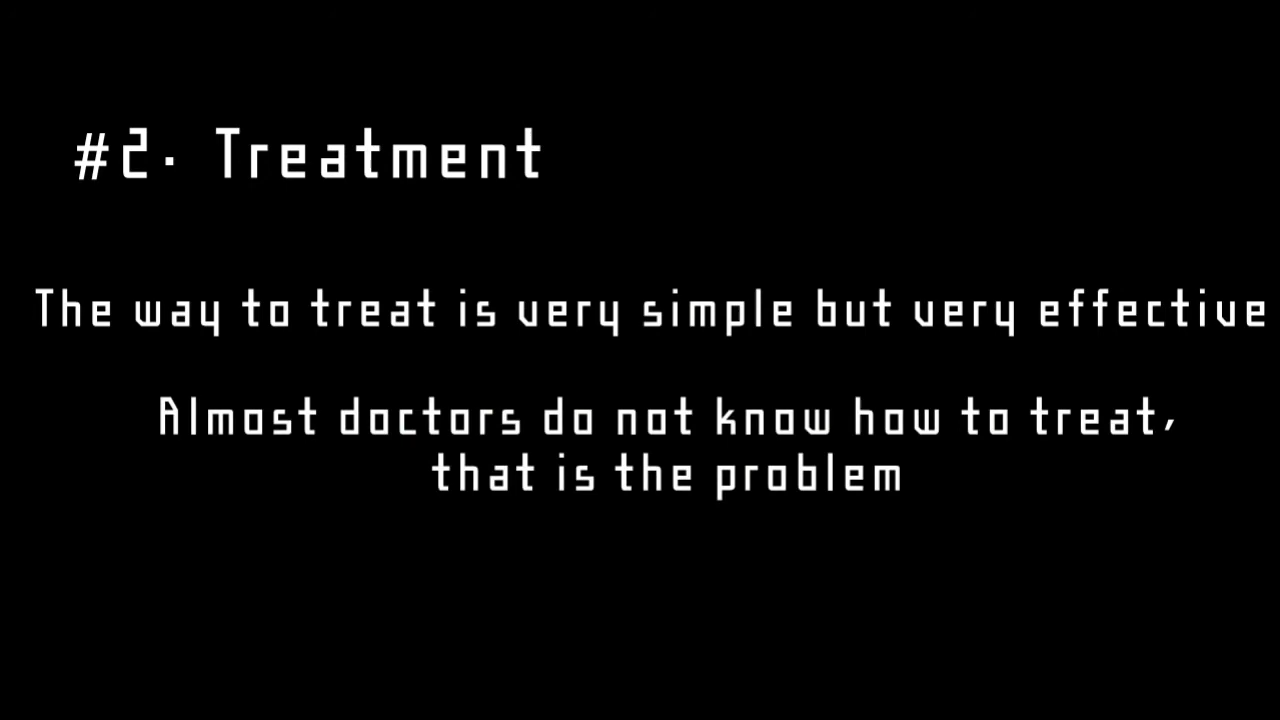 #2. Treatment
The way to treat is very simple but very effective
Almost doctors do not know how to treat,
that is the problem